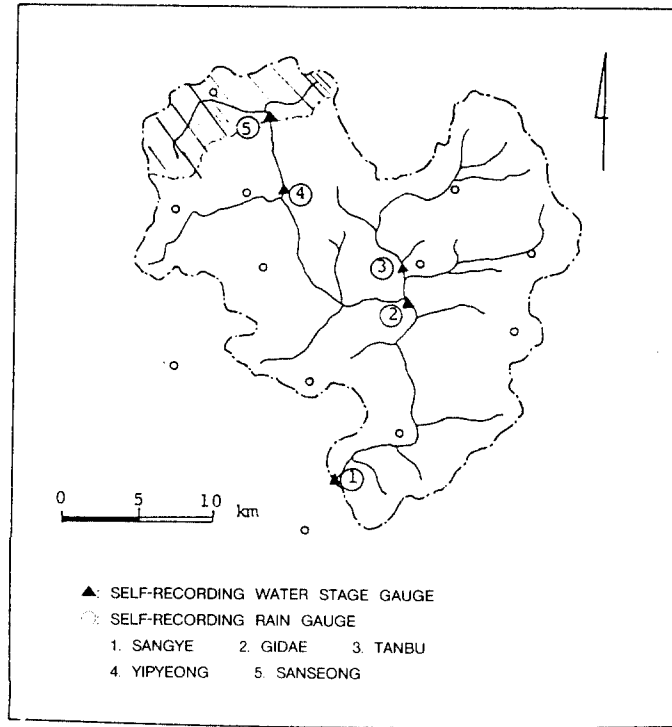 5
4
3
2
1
0 5 10 km
▲: SELF-RECORDING WATER STAGE GAUGE
○: SELF-RECORDING RAIN GAUGE
1. SANGYE 2. GIDAE 3. TANBU
4. YIPYEONG 5. SANSEONG